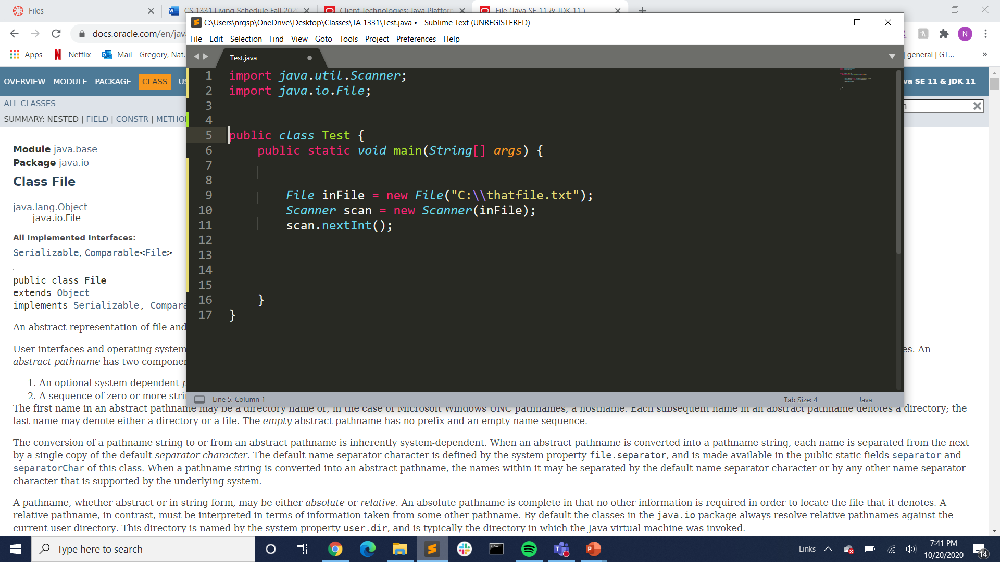 Files
CS 1331 Living Schedule Fall 202
Client Technologies: Java Platform
File (Java SE 11 & JDK 11 )
C:\Users\nrgsp\OneDrive\Desktop\Classes\TA 1331\Test.java • - Sublime Text (UNREGISTERED)
docs.oracle.com/en/java
N
File Edit Selection Find View Goto Tools Project Preferences Help
Apps
Netflix
Mail - Gregory, Nat...
general | GT...
»
Test.java
OVERVIEW MODULE PACKAGE CLASS US
va SE 11 & JDK 11
ALL CLASSES
SUMMARY: NESTED | FIELD | CONSTR | METHOD
1 import java.util.Scanner;
2 import java.io.File;
3
4
5 public class Test {
6 public static void main(String[] args) {
7
8
9 File inFile = new File("C:\\thatfile.txt");
10 Scanner scan = new Scanner(inFile);
11 scan.nextInt();
12
13
14
15
16 }
17 }
Line 5, Column 1
Tab Size: 4
Java
Module java.base
Package java.io
Class File
java.lang.Object
java.io.File
All Implemented Interfaces:
Serializable, Comparable<File>
public class File
extends Object
implements Serializable, Compara
An abstract representation of file and
User interfaces and operating system
es. An
abstract pathname has two componen
1. An optional system-dependent p
2. A sequence of zero or more stri
The first name in an abstract pathname may be a directory name or, in the case of Microsoft Windows UNC pathnames, a hostname. Each subsequent name in an abstract pathname denotes a directory; the
last name may denote either a directory or a file. The empty abstract pathname has no prefix and an empty name sequence.
The conversion of a pathname string to or from an abstract pathname is inherently system-dependent. When an abstract pathname is converted into a pathname string, each name is separated from the next
by a single copy of the default separator character. The default name-separator character is defined by the system property file.separator, and is made available in the public static fields separator and
separatorChar of this class. When a pathname string is converted into an abstract pathname, the names within it may be separated by the default name-separator character or by any other name-separator
character that is supported by the underlying system.
A pathname, whether abstract or in string form, may be either absolute or relative. An absolute pathname is complete in that no other information is required in order to locate the file that it denotes. A
relative pathname, in contrast, must be interpreted in terms of information taken from some other pathname. By default the classes in the java.io package always resolve relative pathnames against the
current user directory. This directory is named by the system property user.dir, and is typically the directory in which the Java virtual machine was invoked.
Type here to search
Links
7:41 PM
10/20/2020
14